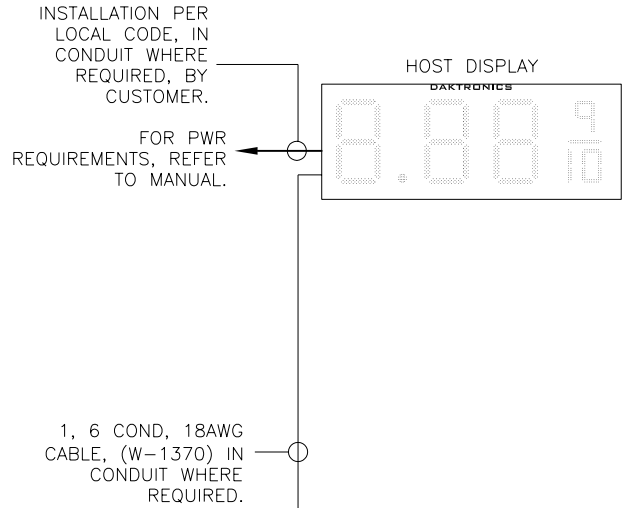 INSTALLATION PER
LOCAL CODE, IN
CONDUIT WHERE
REQUIRED, BY
CUSTOMER.
HOST DISPLAY
DAKTRONICS
8.88 9
10
FOR PWR
REQUIREMENTS, REFER
TO MANUAL.
1, 6 COND, 18AWG
CABLE, (W-1370) IN
CONDUIT WHERE
REQUIRED.